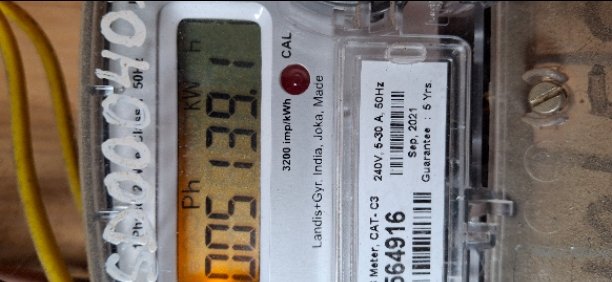 50Hz
Ph kW h
005139.1
3200 imp/kWh CAL
Landis+Gyr. India, Joka, Made
Meter, CAT- C3 240V, 5-30 A, 50Hz
564916 Sep, 2021
Guarantee : 5 Yrs.